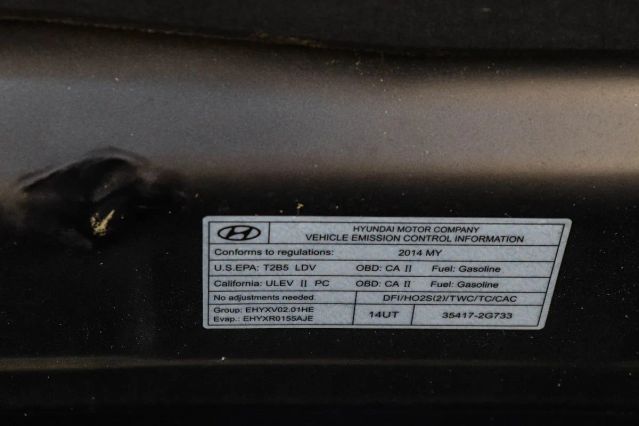 HYUNDAI MOTOR COMPANY
VEHICLE EMISSION CONTROL INFORMATION
Conforms to regulations: 2014 MY
U.S.EPA: T2B5 LDV OBD: CA II Fuel: Gasoline
California: ULEV II PC OBD: CA II Fuel: Gasoline
No adjustments needed. DFI/HO2S(2)/TWC/TC/CAC
Group: EHYXV02.01HE
Evap.: EHYXR0155AJE
14UT 35417-2G733